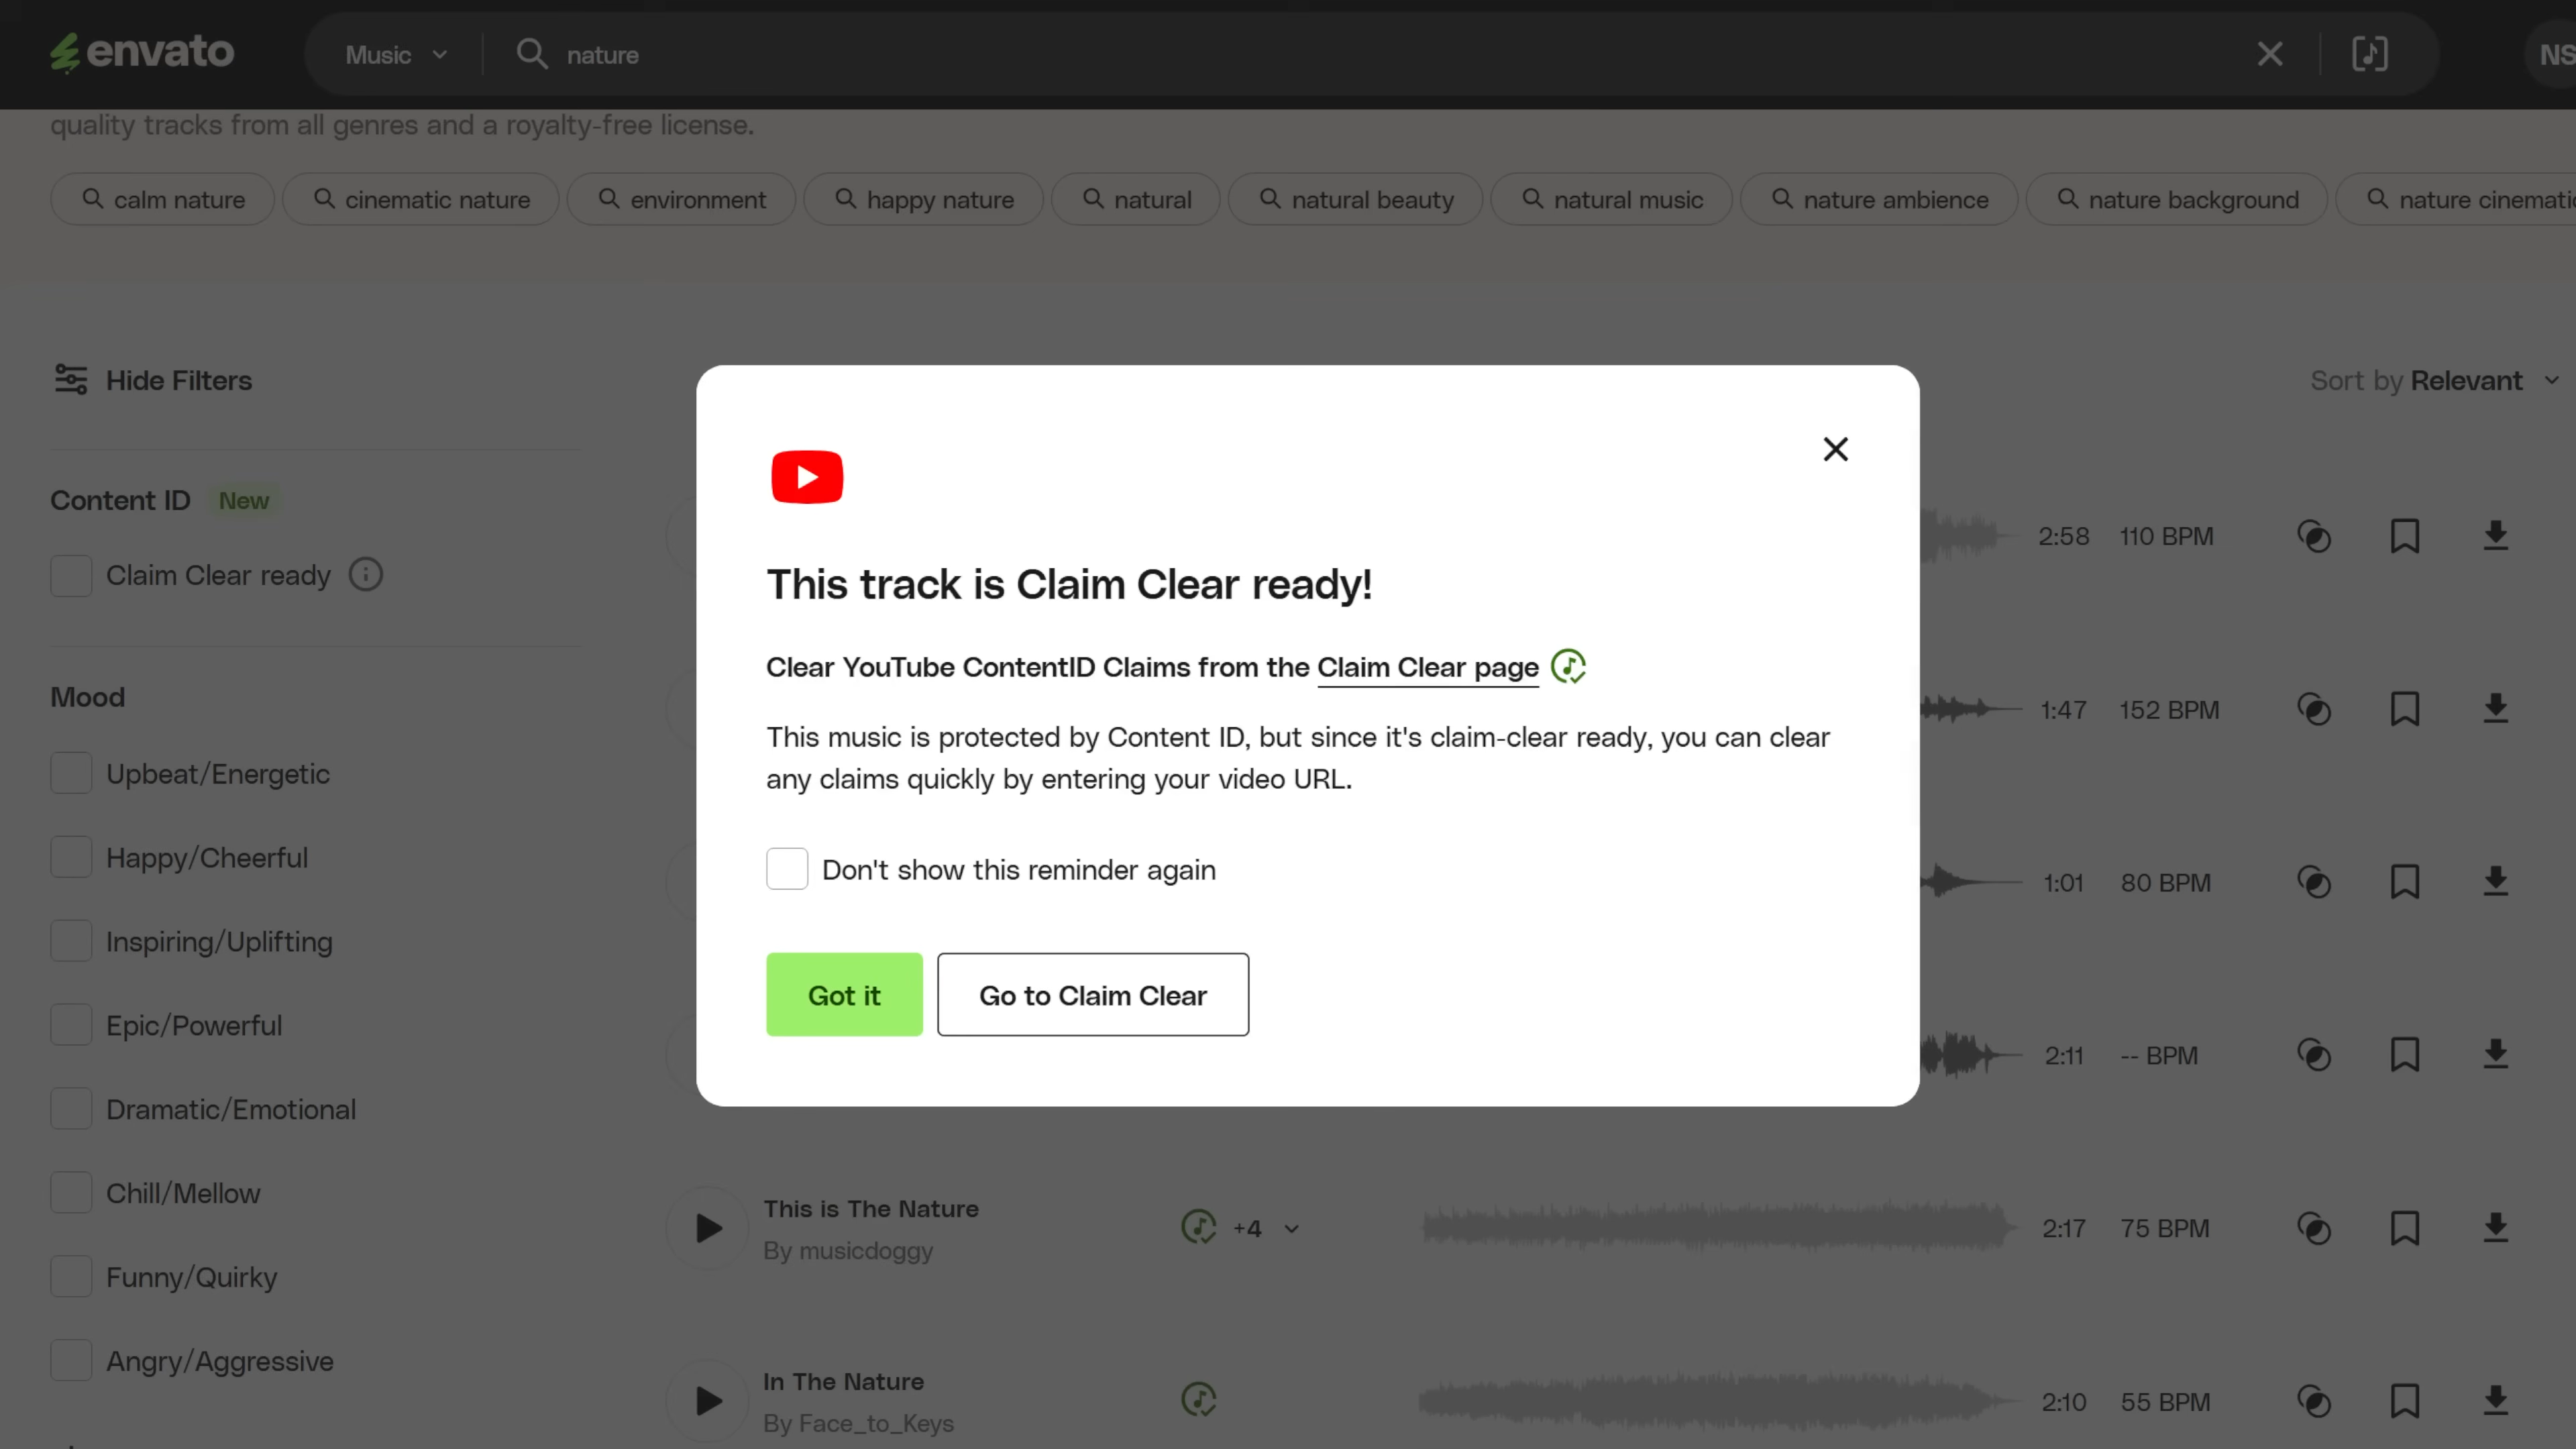 envato
Music
nature
NS
quality tracks from all genres and a royalty-free license.
calm nature
cinematic nature
environment
happy nature
natural
natural beauty
natural music
nature ambience
nature background
nature cinematic
Hide Filters
Sort by Relevant
Content ID New
Claim Clear ready
Mood
Upbeat/Energetic
Happy/Cheerful
Inspiring/Uplifting
Epic/Powerful
Dramatic/Emotional
Chill/Mellow
Funny/Quirky
Angry/Aggressive
This track is Claim Clear ready!
Clear YouTube ContentID Claims from the Claim Clear page
This music is protected by Content ID, but since it's claim-clear ready, you can clear
any claims quickly by entering your video URL.
Don't show this reminder again
Got it
Go to Claim Clear
2:58 110 BPM
1:47 152 BPM
1:01 80 BPM
2:11 -- BPM
This is The Nature
By musicdoggy
+4
2:17 75 BPM
In The Nature
By Face_to_Keys
2:10 55 BPM